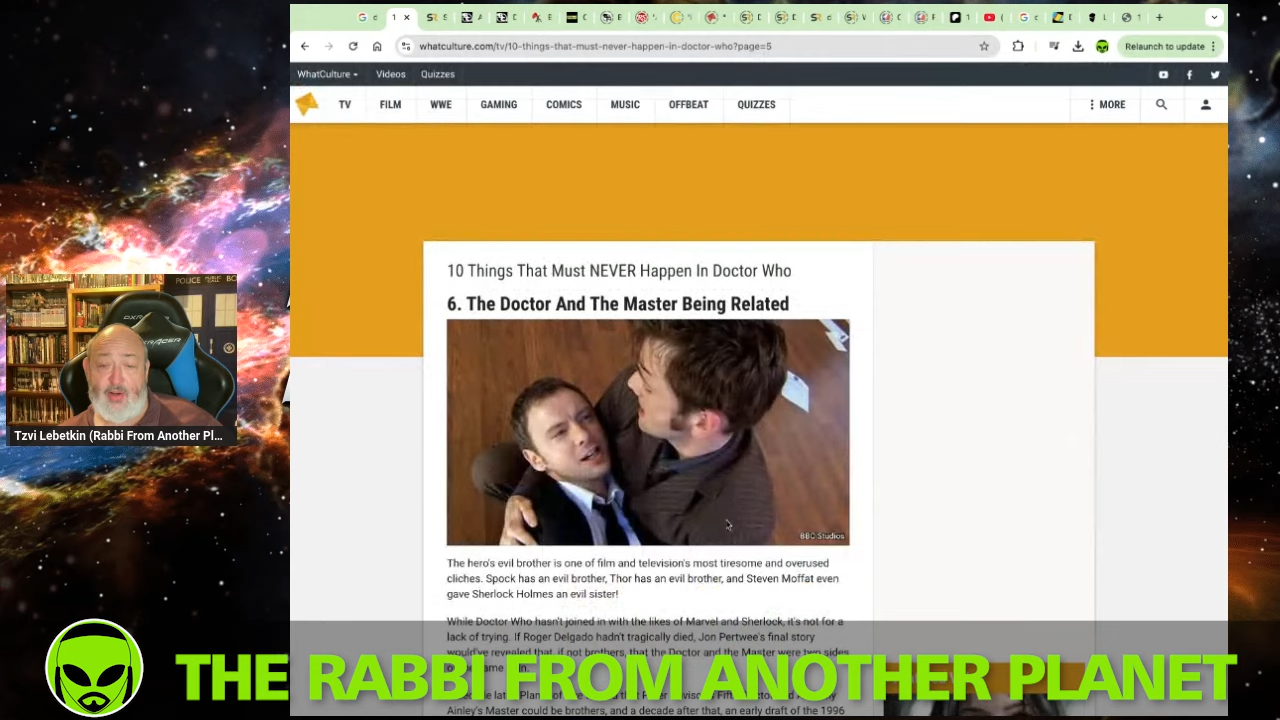 whatculture.com/tv/10-things-that-must-never-happen-in-doctor-who?page=5
Relaunch to update
WhatCulture
Videos
Quizzes
TV
FILM
WWE
GAMING
COMICS
MUSIC
OFFBEAT
QUIZZES
MORE
10 Things That Must NEVER Happen In Doctor Who
6. The Doctor And The Master Being Related
BBC Studios
The hero's evil brother is one of film and television's most tiresome and overused
cliches. Spock has an evil brother, Thor has an evil brother, and Steven Moffat even
gave Sherlock Holmes an evil sister!
While Doctor Who hasn't joined in with the likes of Marvel and Sherlock, it's not for a
lack of trying. If Roger Delgado hadn't tragically died, Jon Pertwee's final story
would've revealed that, if not brothers, that the Doctor and the Master were two sides
Ainley's Master could be brothers, and a decade after that, an early draft of the 1996
POLICE
BO
Tzvi Lebetkin (Rabbi From Another Pl...
THE RABBI FROM ANOTHER PLANET